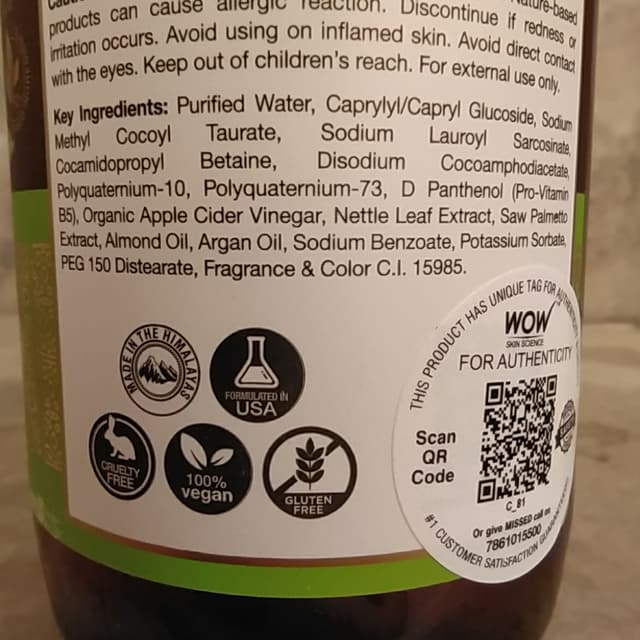 products can cause allergic reaction. Discontinue if redness or
irritation occurs. Avoid using on inflamed skin. Avoid direct contact
with the eyes. Keep out of children's reach. For external use only.
Key Ingredients: Purified Water, Caprylyl/Capryl Glucoside, Sodium
Methyl Cocoyl Taurate, Sodium Lauroyl Sarcosinate,
Cocamidopropyl Betaine, Disodium Cocoamphodiacetate,
Polyquaternium-10, Polyquaternium-73, D Panthenol (Pro-Vitamin
B5), Organic Apple Cider Vinegar, Nettle Leaf Extract, Saw Palmetto
Extract, Almond Oil, Argan Oil, Sodium Benzoate, Potassium Sorbate,
PEG 150 Distearate, Fragrance & Color C.I. 15985.
MADE IN THE HIMALAYAS
FORMULATED IN
USA
CRUELTY
FREE
100%
vegan
GLUTEN
FREE
THIS PRODUCT HAS UNIQUE TAG FOR
WOW
SKIN SCIENCE
FOR AUTHENTICITY
Scan
QR
Code
C_B1
Or give MISSED call on
7861015500
#1 CUSTOMER SATISFACTION